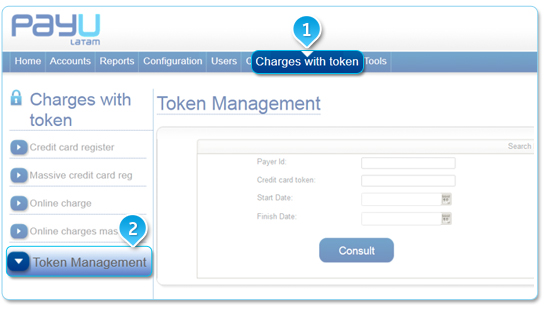 PayU
LATAM
1
Home Accounts Reports Configuration Users C Charges with token Tools
Charges with token
Token Management
Credit card register
Massive credit card reg
Online charge
Online charges mas
2
Token Management
Search
Payer Id:
Credit card token:
Start Date:
Finish Date:
Consult